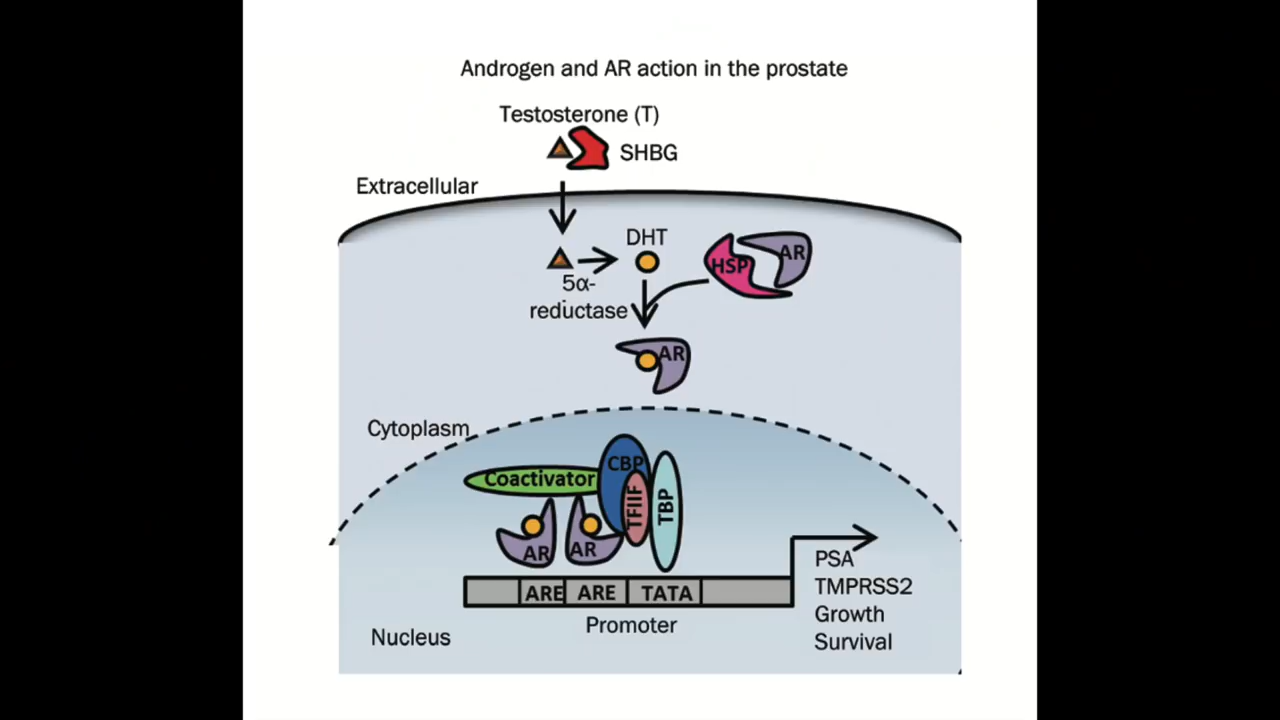 Androgen and AR action in the prostate
Testosterone (T)
SHBG
Extracellular
DHT
HSP
AR
5α-
reductase
AR
Cytoplasm
CBP
Coactivator
TFIIF
TBP
AR
AR
ARE
ARE
TATA
Promoter
PSA
TMPRSS2
Growth
Survival
Nucleus